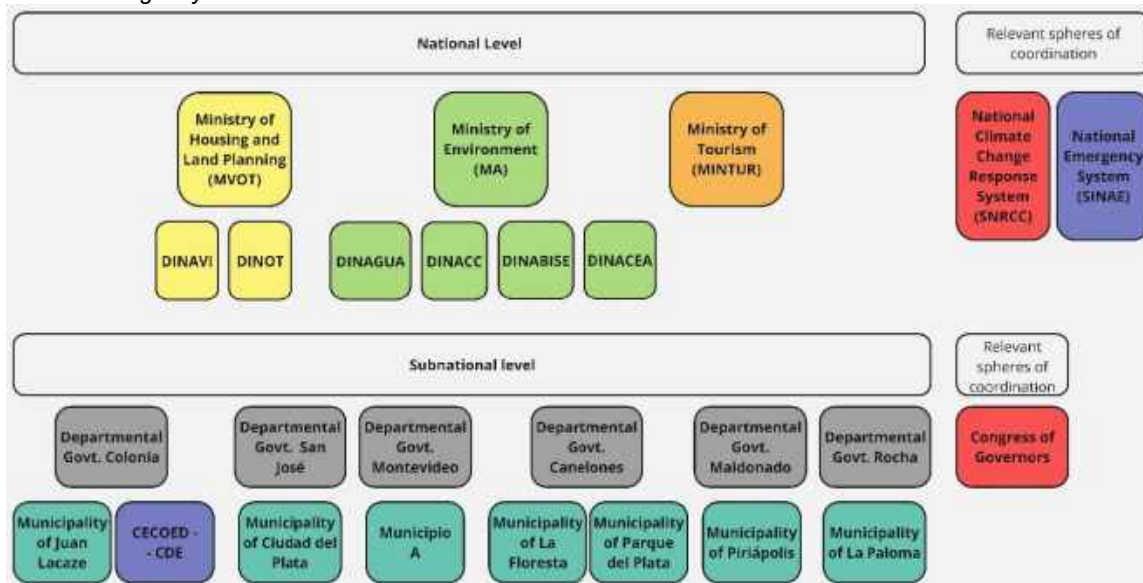 National Level
Relevant spheres of
coordination
Ministry of
Housing and
Land Planning
(MVOT)
Ministry of
Environment
(MA)
Ministry of
Tourism
(MINTUR)
National
Climate
Change
Response
System
(SNRCC)
National
Emergency
System
(SINAE)
DINAVI
DINOT
DINAGUA
DINACC
DINABISE
DINACEA
Subnational level
Relevant
spheres of
coordination
Departmental
Govt. Colonia
Departmental
Govt. San
José
Departmental
Govt.
Montevideo
Departmental
Govt.
Canelones
Departmental
Govt.
Maldonado
Departmental
Govt. Rocha
Congress of
Governors
Municipality
of Juan
Lacaze
CECOED -
- CDE
Municipality
of Ciudad del
Plata
Municipio
A
Municipality
of La
Floresta
Municipality
of Parque
del Plata
Municipality
of Piriápolis
Municipality
of La Paloma